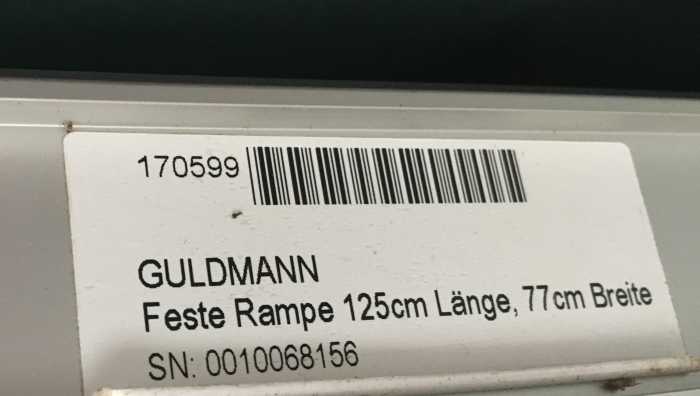 170599
GULDMANN
Feste Rampe 125cm Länge, 77cm Breite
SN: 0010068156